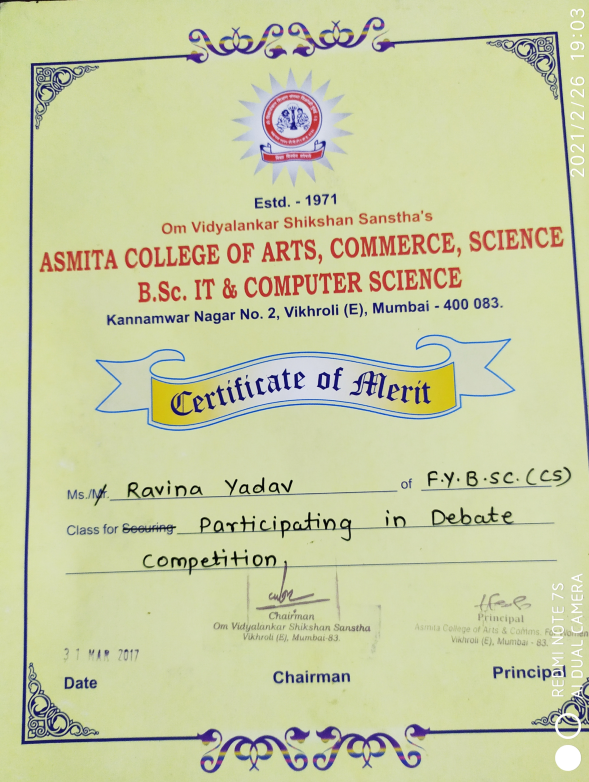 Estd. - 1971
Om Vidyalankar Shikshan Sanstha's
ASMITA COLLEGE OF ARTS, COMMERCE, SCIENCE
B.Sc. IT & COMPUTER SCIENCE
Kannamwar Nagar No. 2, Vikhroli (E), Mumbai - 400 083.
Certificate of Merit
Ms./Mr. Ravina Yadav of F.Y.B.SC. (CS)
Class for Securing Participating in Debate
Competition,
Chairman
Om Vidyalankar Shikshan Sanstha
Vikhroli (E), Mumbai-83.
Principal
Asmita College of Arts & Comms.
Vikhroli (E), Mumbai - 83.
31 MAR 2017
Date
Chairman
Principal
2021/2/26 19:03
REDMI NOTE 7S
AI DUAL CAMERA